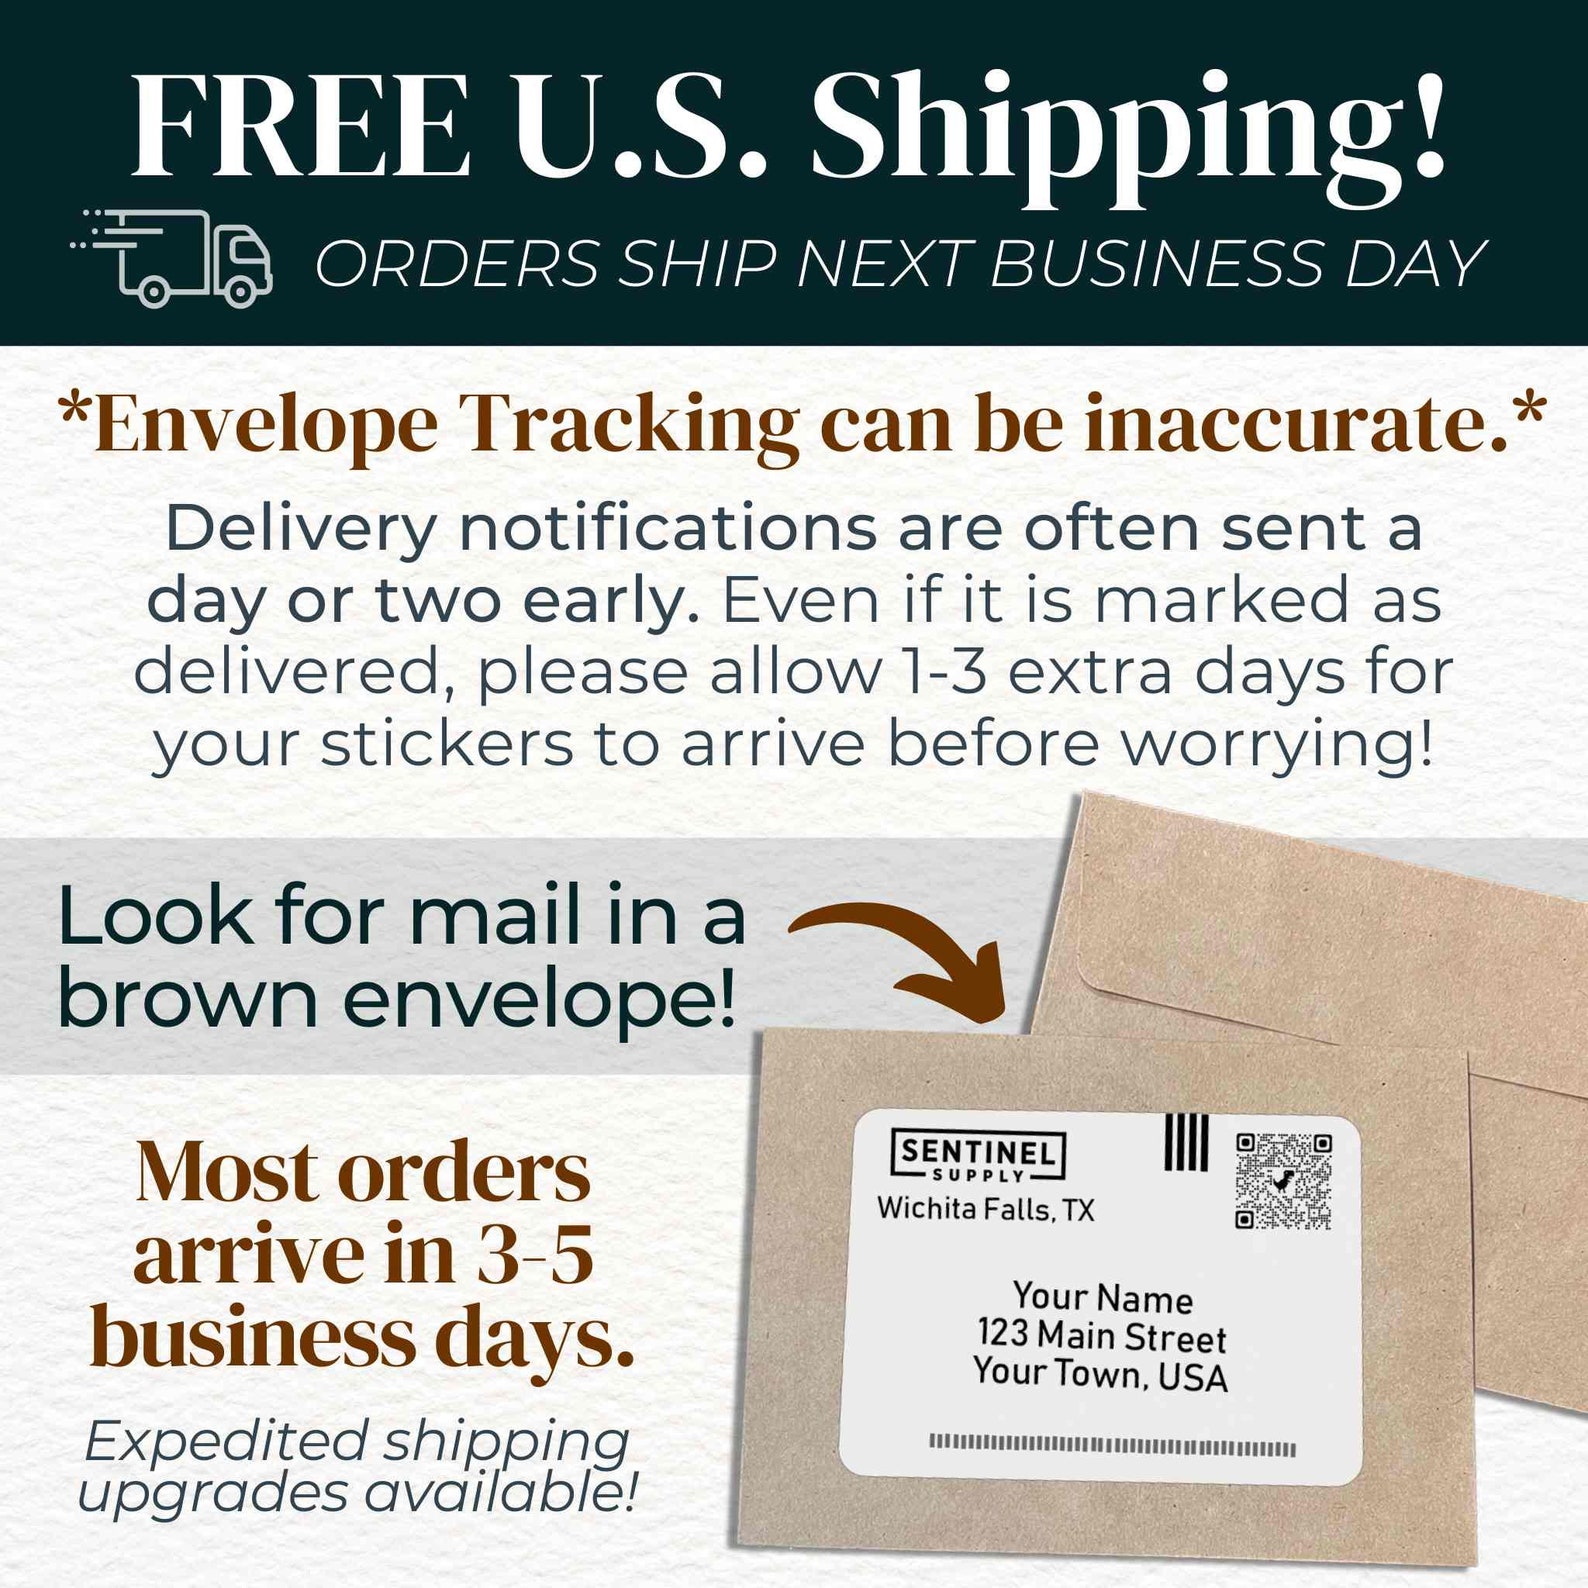 FREE U.S. Shipping!
ORDERS SHIP NEXT BUSINESS DAY
*Envelope Tracking can be inaccurate.*
Delivery notifications are often sent a
day or two early. Even if it is marked as
delivered, please allow 1-3 extra days for
your stickers to arrive before worrying!
Look for mail in a
brown envelope!
Most orders
arrive in 3-5
business days.
Expedited shipping
upgrades available!
SENTINEL
SUPPLY
Wichita Falls, TX
Your Name
123 Main Street
Your Town, USA